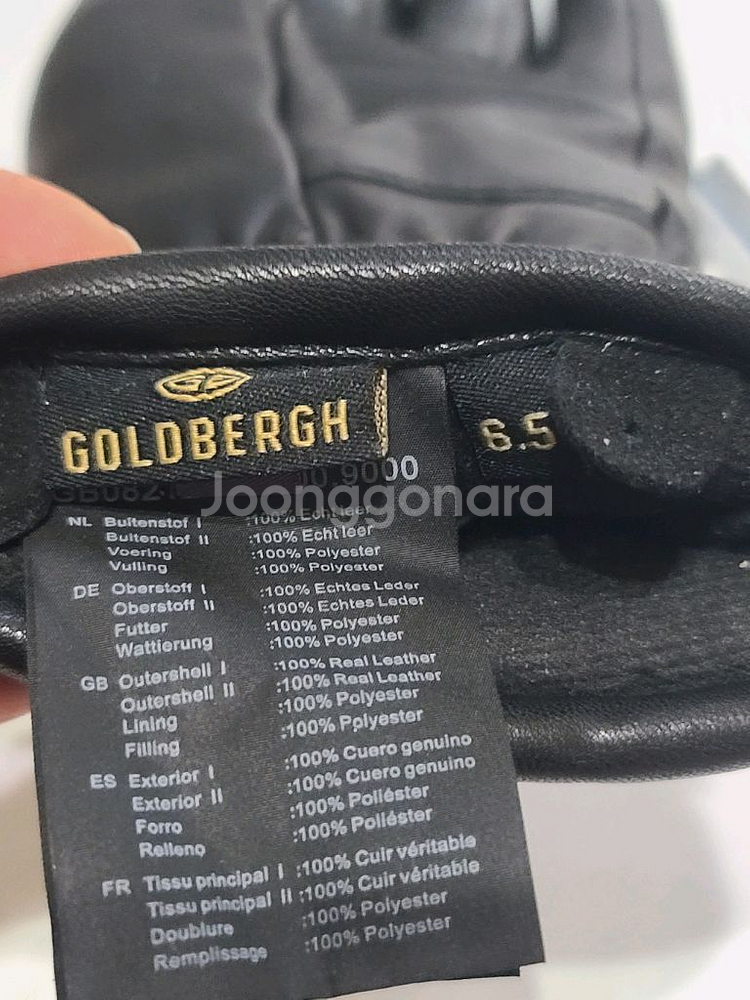 GOLDBERGH
6.5
9000
Joonggonara
NL Buitenstof I :100% Echt leer
Buitenstof II :100% Echt leer
Voering :100% Polyester
Vulling :100% Polyester
DE Oberstoff I :100% Echtes Leder
Oberstoff II :100% Echtes Leder
Futter :100% Polyester
Wattierung :100% Polyester
GB Outershell I :100% Real Leather
Outershell II :100% Real Leather
Lining :100% Polyester
Filling :100% Polyester
ES Exterior I :100% Cuero genuino
Exterior II :100% Cuero genuino
Forro :100% Poliéster
Relleno :100% Poliéster
FR Tissu principal I :100% Cuir véritable
Tissu principal II :100% Cuir véritable
Doublure :100% Polyester
Remplissage :100% Polyester